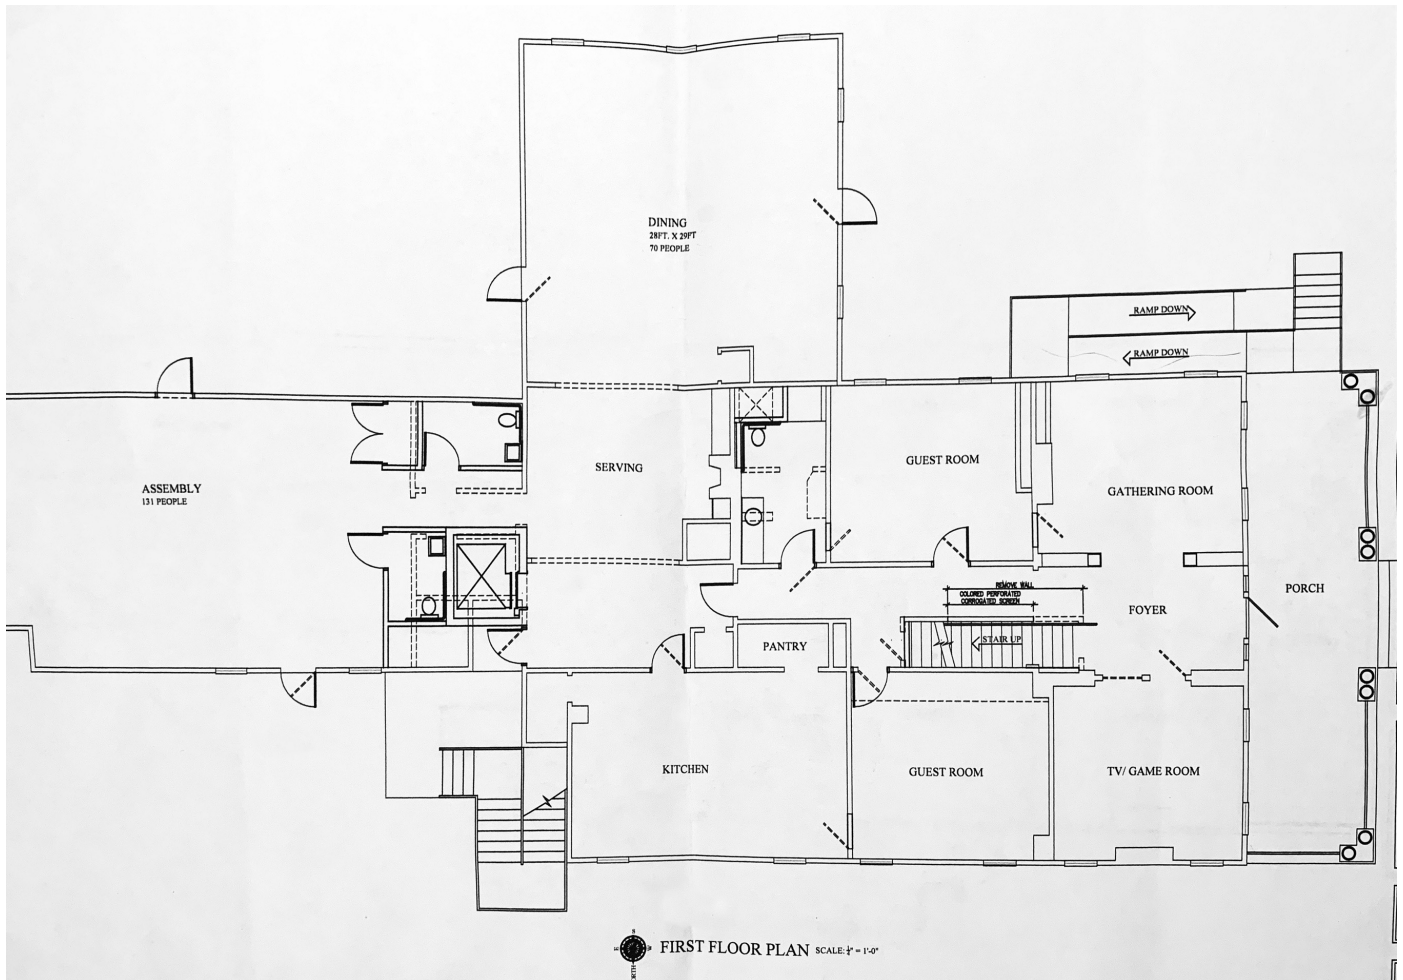 DINING
28FT. X 29FT
70 PEOPLE
RAMP DOWN
RAMP DOWN
ASSEMBLY
131 PEOPLE
SERVING
GUEST ROOM
GATHERING ROOM
REMOVE WALL
COLORED PERFORATED
CORROGATED SCREEN
PORCH
FOYER
STAIR UP
PANTRY
KITCHEN
GUEST ROOM
TV/ GAME ROOM
FIRST FLOOR PLAN